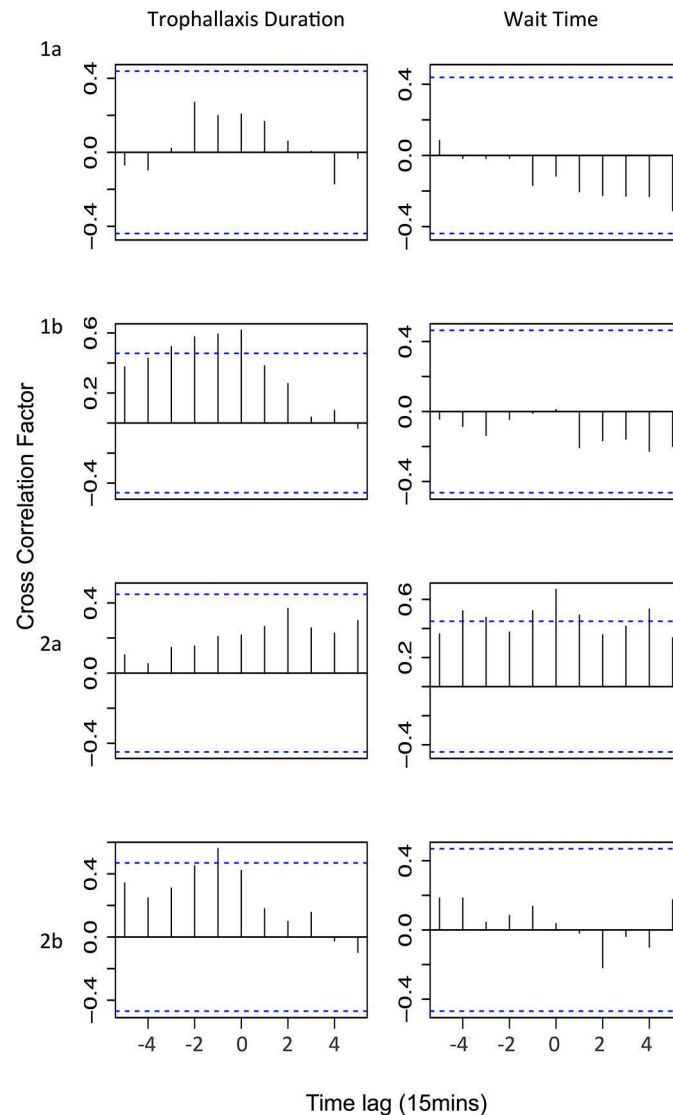 Trophallaxis Duration Wait Time
1a
0.4 0.0 -0.4
0.4 0.0 -0.4
1b
0.6 0.2 -0.4
0.4 0.0 -0.4
Cross Correlation Factor
2a
0.4 0.0 -0.4
0.6 0.2 -0.4
2b
0.4 0.0 -0.4
0.4 0.0 -0.4
-4 -2 0 2 4 -4 -2 0 2 4
Time lag (15mins)